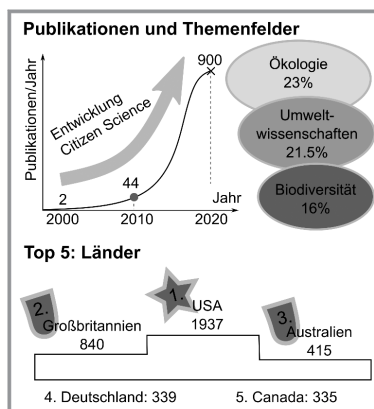 Publikationen und Themenfelder
Publikationen/Jahr
Entwicklung
Citizen Science
2
44
900
2000
2010
2020
Jahr
Ökologie
23%
Umwelt-
wissenschaften
21.5%
Biodiversität
16%
Top 5: Länder
2.
Großbritannien
840
1.
USA
1937
3.
Australien
415
4. Deutschland: 339
5. Canada: 335